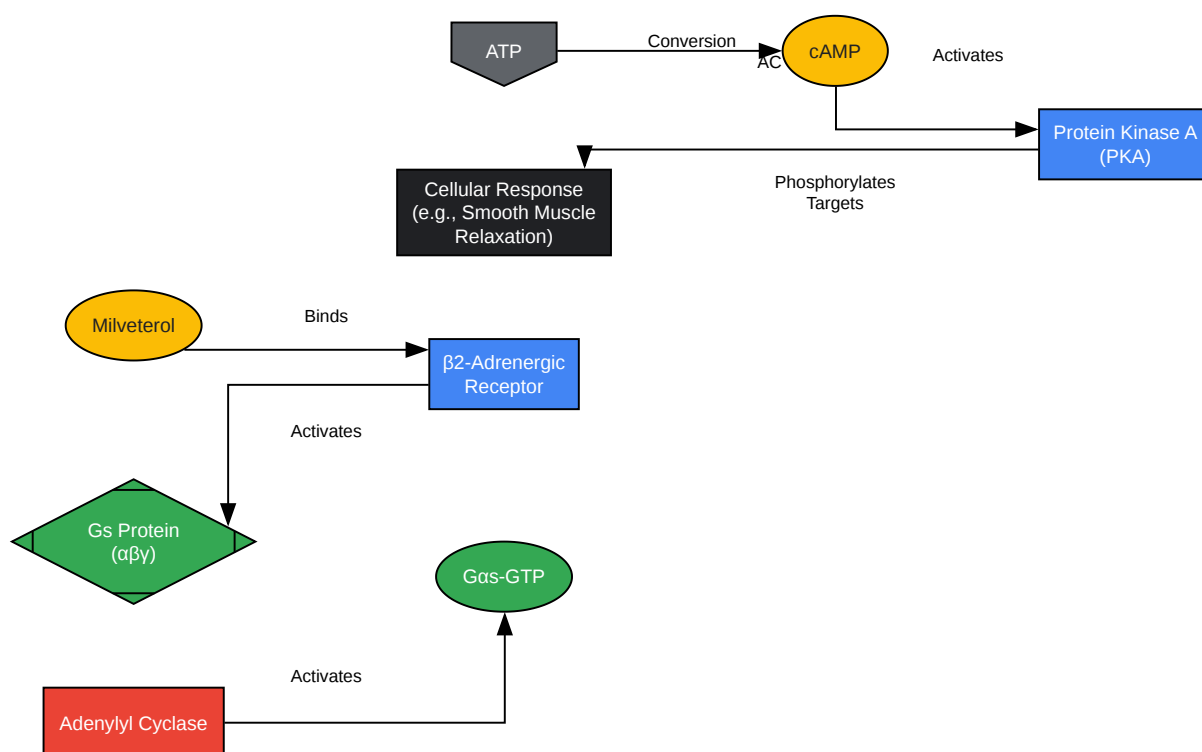 ATP
Conversion
AC
cAMP
Activates
Protein Kinase A
(PKA)
Cellular Response
(e.g., Smooth Muscle
Relaxation)
Phosphorylates
Targets
Milveterol
Binds
β2-Adrenergic
Receptor
Activates
Gs Protein
(αβγ)
Gαs-GTP
Activates
Adenylyl Cyclase